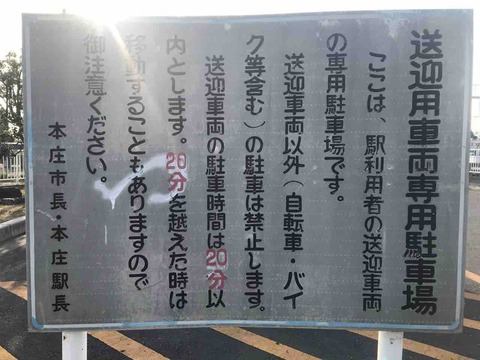 送迎用車両専用駐車場
ここは、駅利用者の送迎車両
の専用駐車場です。
送迎車両以外(自転車・バイ
ク等含む)の駐車は禁止します。
送迎車両の駐車時間は20分以
内とします。20分を越えた時は
移動することもありますので
御注意ください。
本庄市長・本庄駅長